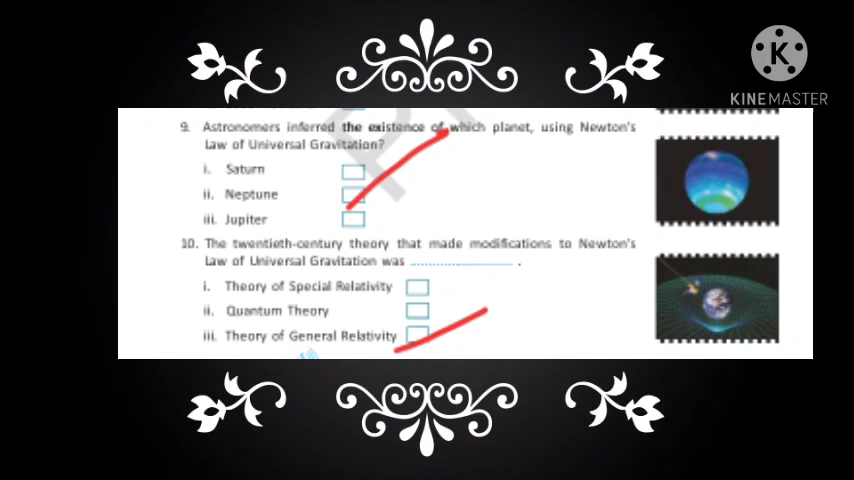 KINEMASTER
9. Astronomers inferred the existence of which planet, using Newton's
Law of Universal Gravitation?
i. Saturn
ii. Neptune
iii. Jupiter
10. The twentieth-century theory that made modifications to Newton's
Law of Universal Gravitation was .................................... .
i. Theory of Special Relativity
ii. Quantum Theory
iii. Theory of General Relativity